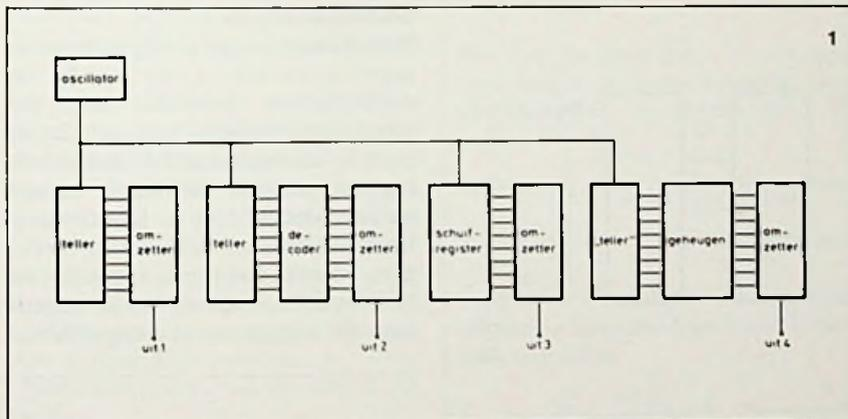 1
oscillator
teller
om-
zetter
teller
de-
coder
om-
zetter
schuif-
register
om-
zetter
„teller"
geheugen
om-
zetter
uit 1
uit 2
uit 3
uit 4